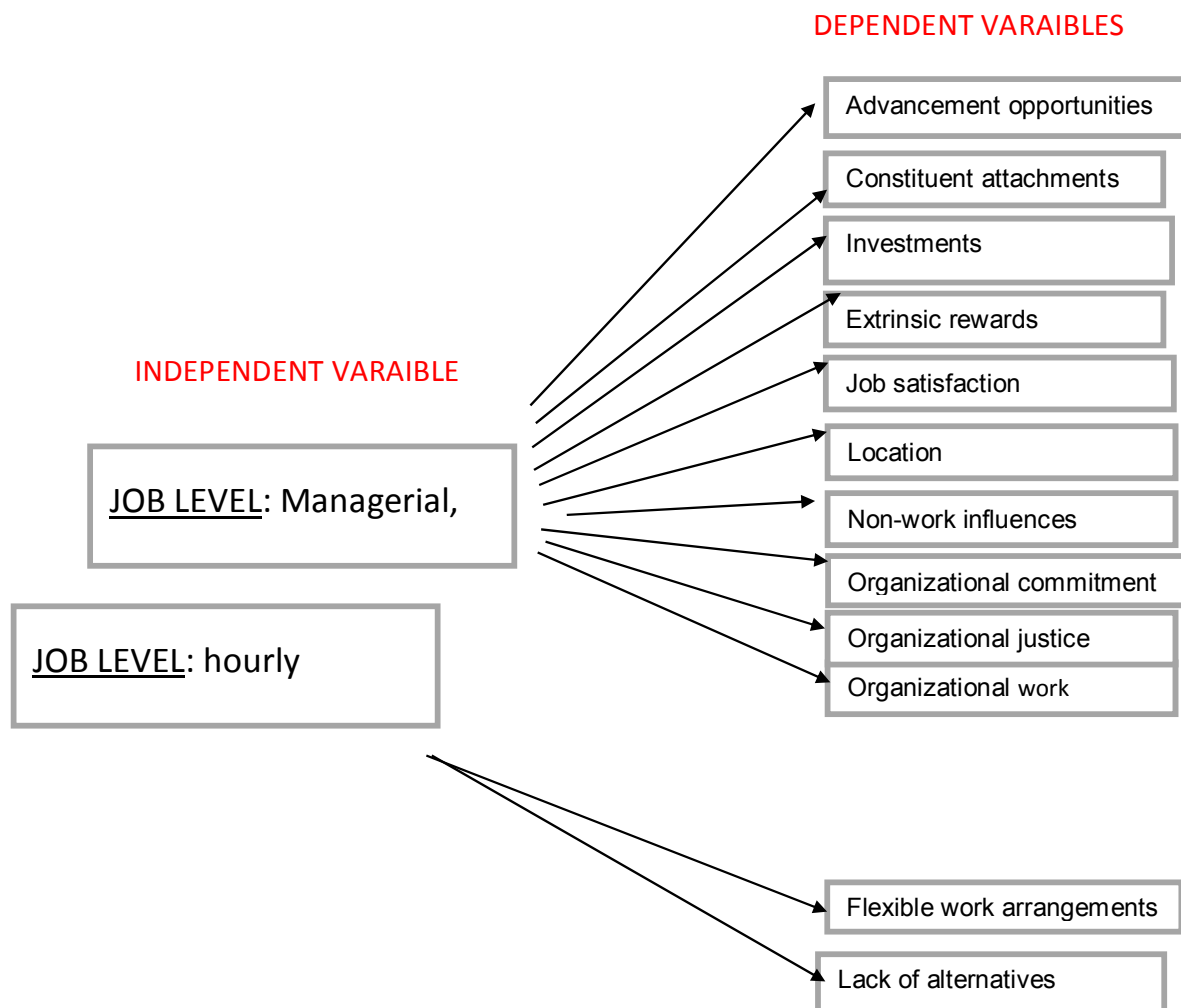 DEPENDENT VARAIBLES
Advancement opportunities
Constituent attachments
Investments
Extrinsic rewards
INDEPENDENT VARAIBLE
Job satisfaction
Location
JOB LEVEL: Managerial,
Non-work influences
Organizational commitment
Organizational justice
JOB LEVEL: hourly
Organizational work
Flexible work arrangements
Lack of alternatives